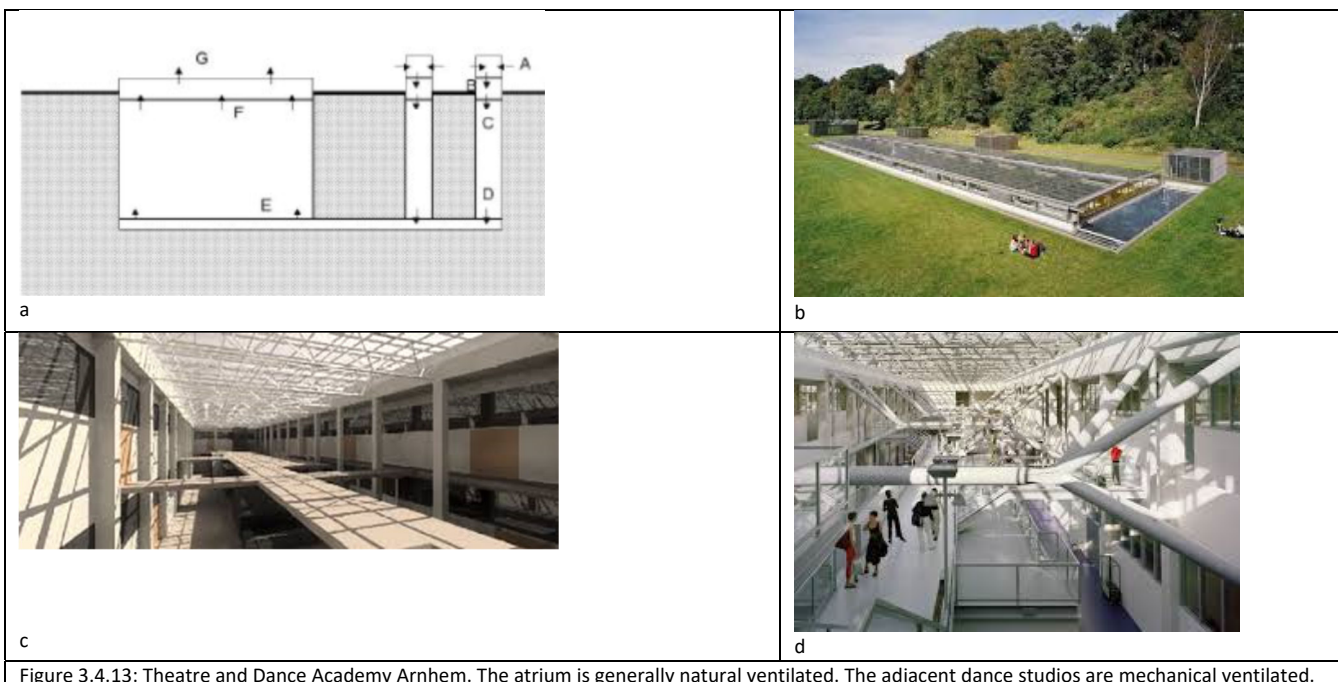 G
A
B
F
C
D
E
a
b
c
d
Figure 3.4.13: Theatre and Dance Academy Arnhem. The atrium is generally natural ventilated. The adjacent dance studios are mechanical ventilated.